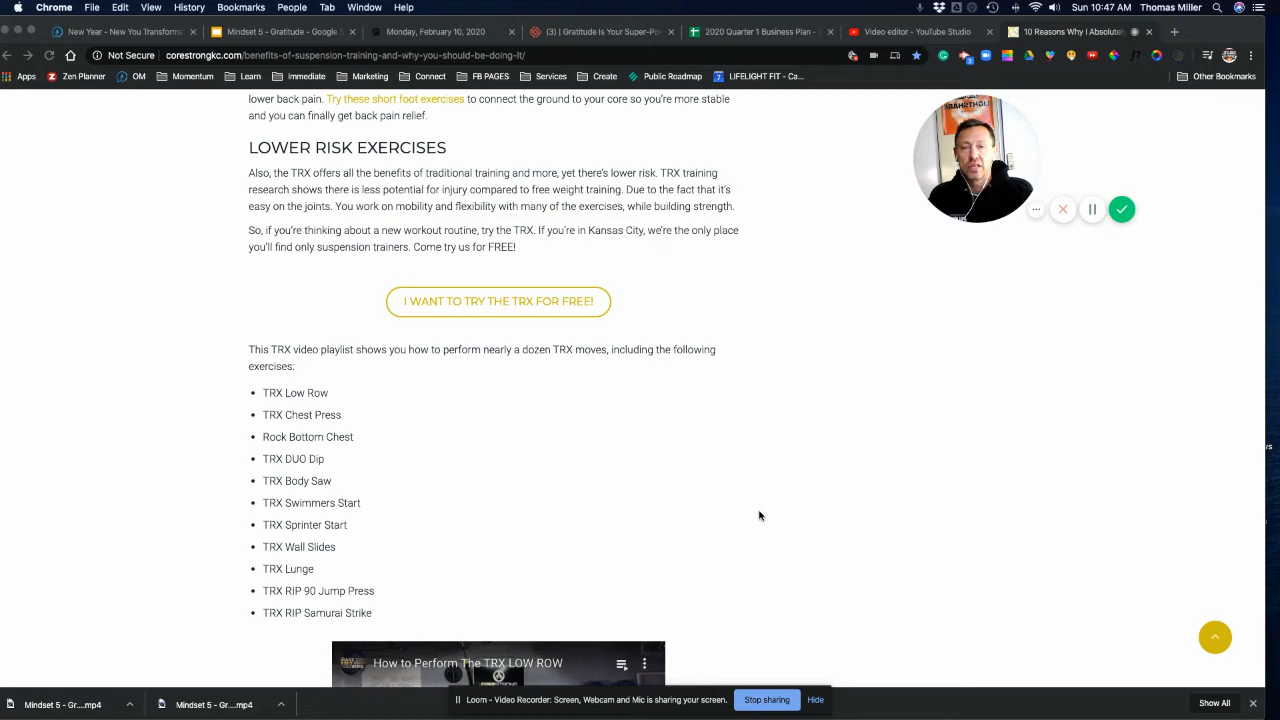 Chrome File Edit View History Bookmarks People Tab Window Help
Sun 10:47 AM Thomas Miller
New Year - New You Transforma
Mindset 5 - Gratitude - Google S
Monday, February 10, 2020
(3) | Gratitude Is Your Super-Pow
2020 Quarter 1 Business Plan -
Video editor - YouTube Studio
10 Reasons Why I Absolutel
Not Secure | corestrongkc.com/benefits-of-suspension-training-and-why-you-should-be-doing-it/
Apps Zen Planner OM Momentum Learn Immediate Marketing Connect FB PAGES Services Create Public Roadmap LIFELIGHT FIT - Ca... Other Bookmarks
lower back pain. Try these short foot exercises to connect the ground to your core so you're more stable
and you can finally get back pain relief.
LOWER RISK EXERCISES
Also, the TRX offers all the benefits of traditional training and more, yet there's lower risk. TRX training
research shows there is less potential for injury compared to free weight training. Due to the fact that it's
easy on the joints. You work on mobility and flexibility with many of the exercises, while building strength.
So, if you're thinking about a new workout routine, try the TRX. If you're in Kansas City, we're the only place
you'll find only suspension trainers. Come try us for FREE!
I WANT TO TRY THE TRX FOR FREE!
This TRX video playlist shows you how to perform nearly a dozen TRX moves, including the following
exercises:
• TRX Low Row
• TRX Chest Press
• Rock Bottom Chest
• TRX DUO Dip
• TRX Body Saw
• TRX Swimmers Start
• TRX Sprinter Start
• TRX Wall Slides
• TRX Lunge
• TRX RIP 90 Jump Press
• TRX RIP Samurai Strike
How to Perform The TRX LOW ROW
Loom - Video Recorder: Screen, Webcam and Mic is sharing your screen. Stop sharing Hide
Mindset 5 - Gr....mp4 Mindset 5 - Gr....mp4 Show All